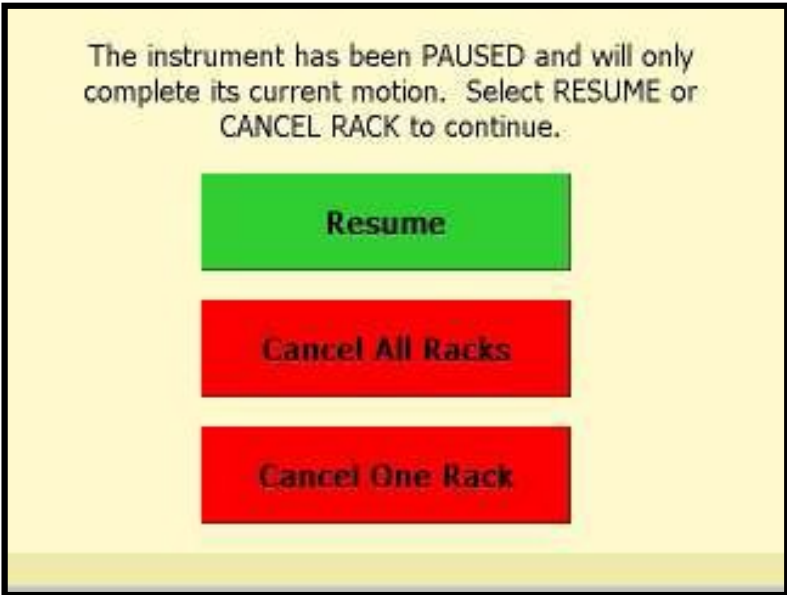 The instrument has been PAUSED and will only
complete its current motion.  Select RESUME or
CANCEL RACK to continue.
Resume
Cancel All Racks
Cancel One Rack